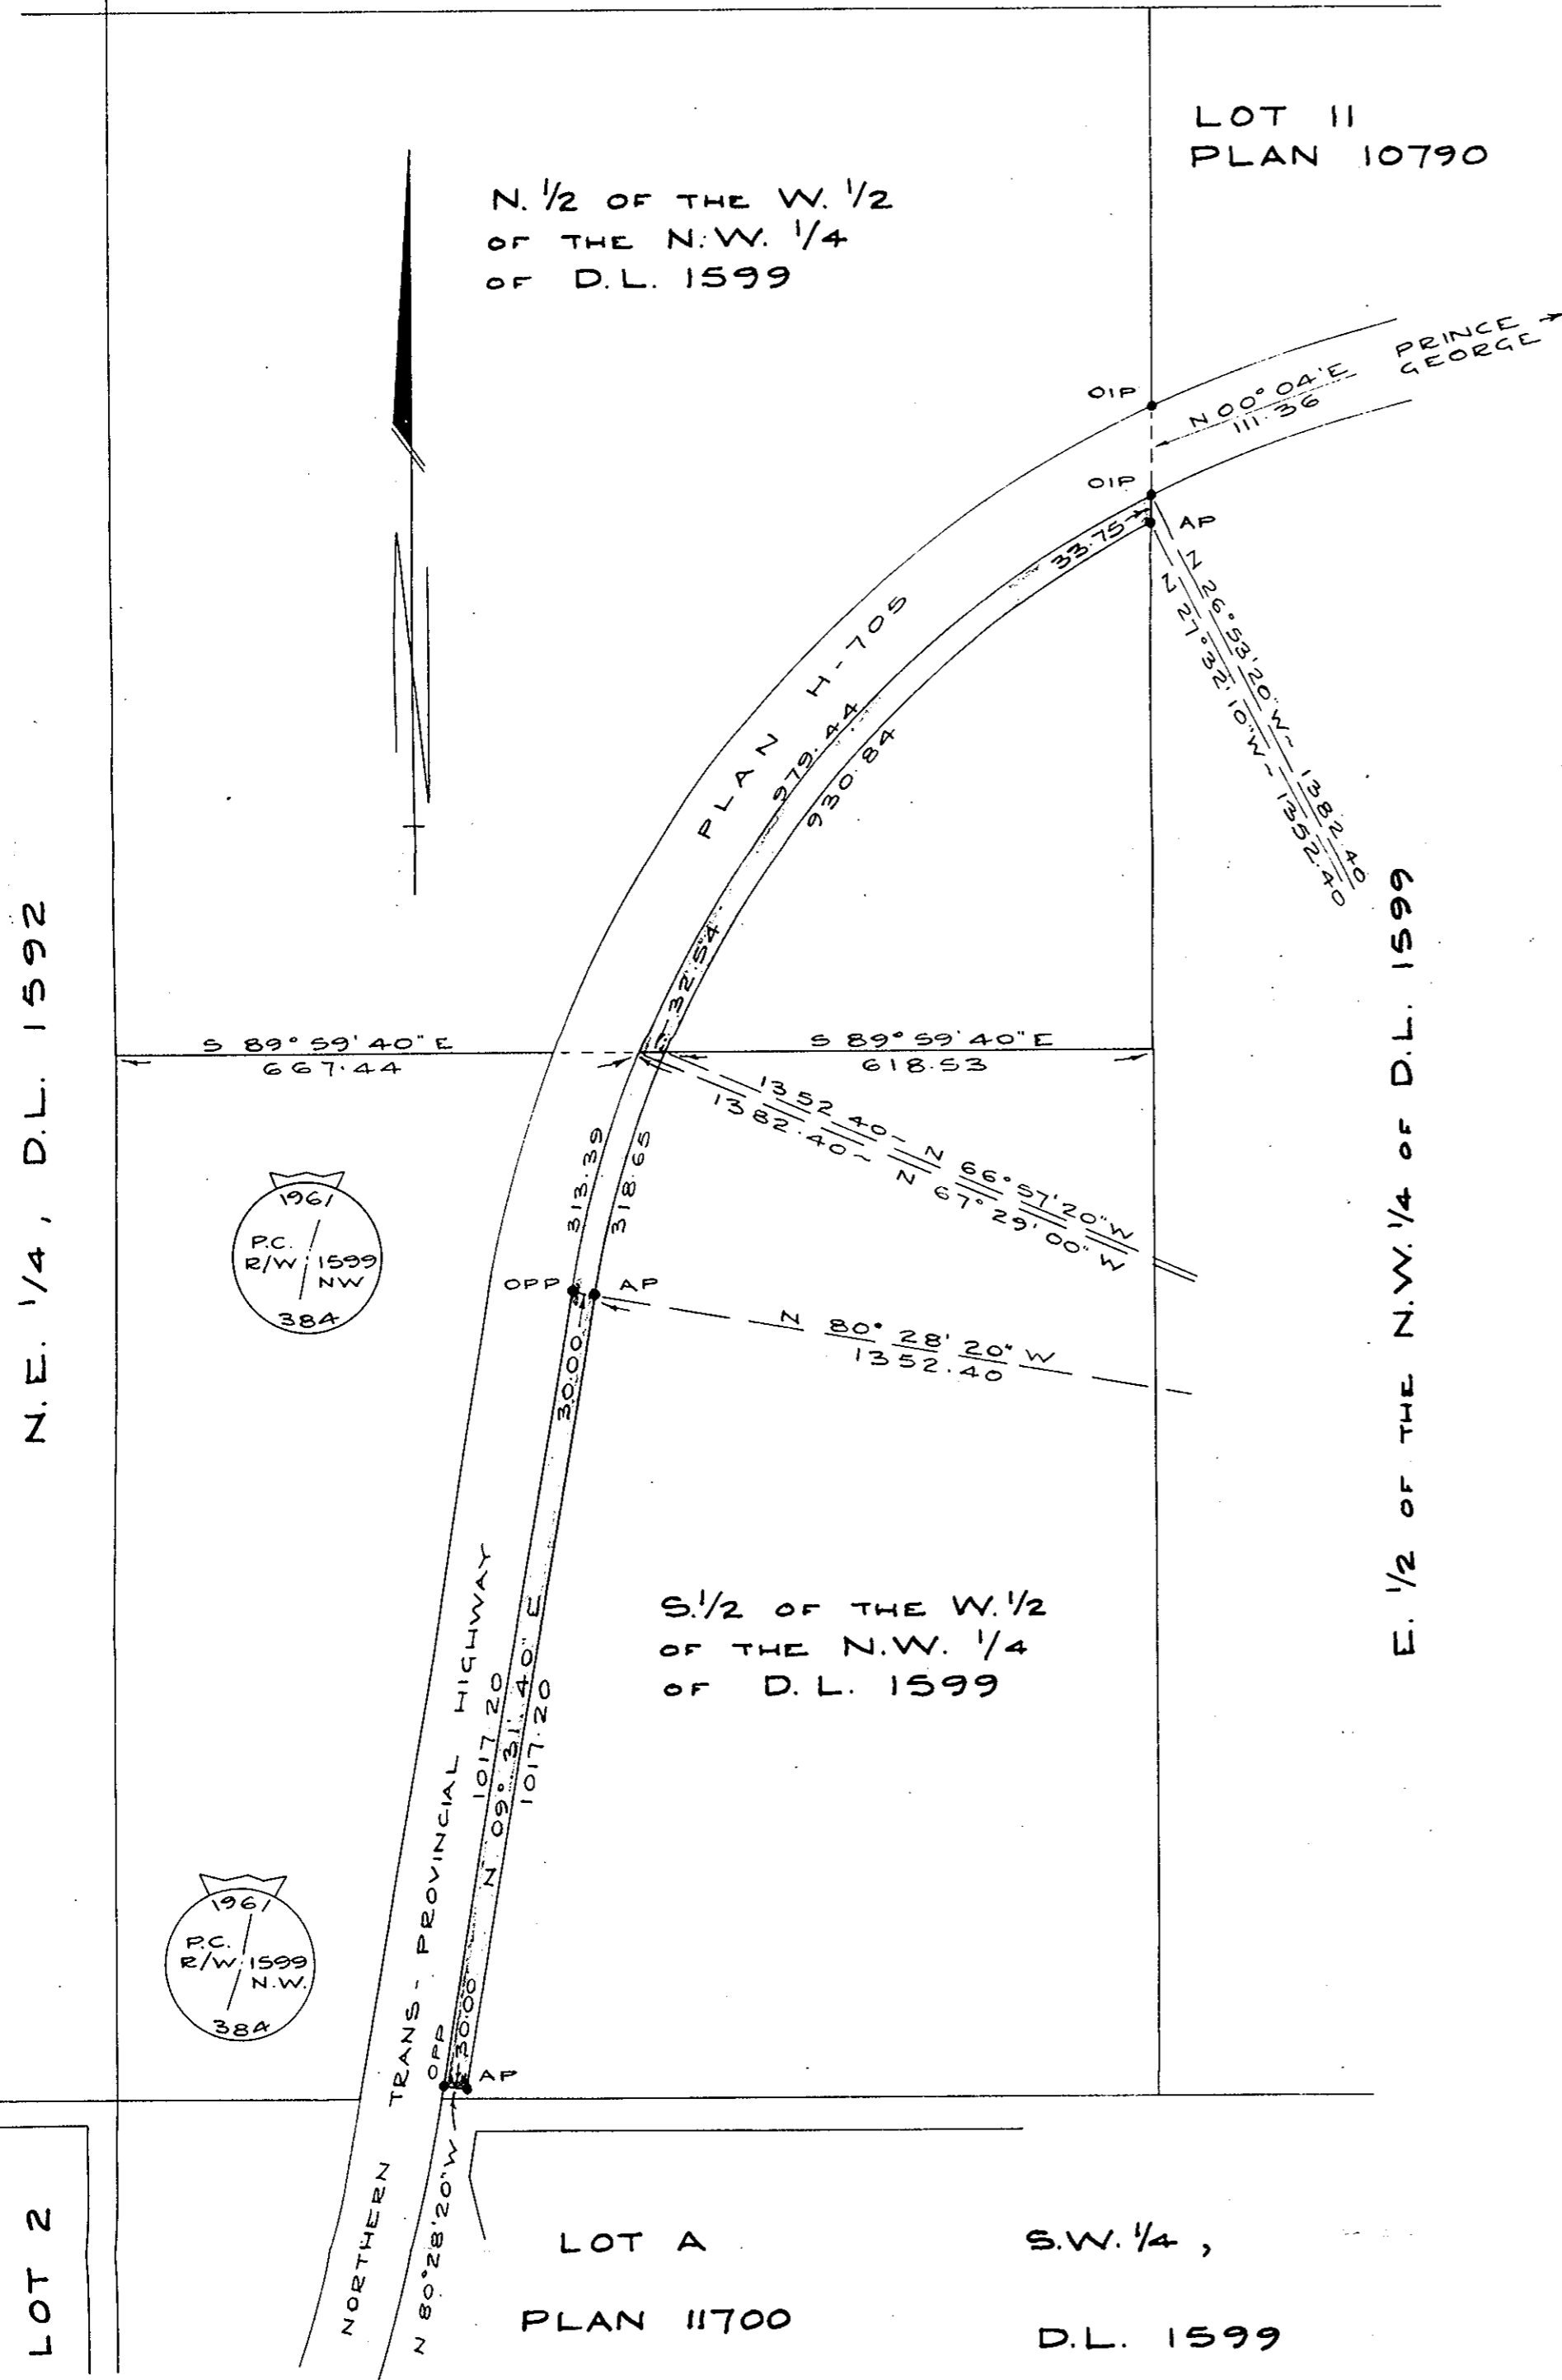 LOT 11
PLAN 10790
N. 1/2 OF THE W. 1/2
OF THE N.W. 1/4
OF D.L. 1599
PRINCE
GEORGE
OIP
N 00° 04' E
111.36
OIP
AP
33.75
N 26° 53' 20" W ~ 1382.40
N 27° 32' 10" W ~ 1352.40
PLAN H-705
979.44
930.84
32.54
N.E. 1/4, D.L. 1592
E. 1/2 OF THE N.W. 1/4 OF D.L. 1599
S 89° 59' 40" E
667.44
S 89° 59' 40" E
618.53
1352.40 ~ N 66° 57' 20" W
1382.40 ~ N 67° 29' 00" W
313.39
318.65
1961
P.C.
R/W 1599
NW
384
OPP
AP
N 80° 28' 20" W
1352.40
30.00
S. 1/2 OF THE W. 1/2
OF THE N.W. 1/4
OF D.L. 1599
1017.20
N 09° 31' 40" E
1017.20
NORTHERN TRANS-PROVINCIAL HIGHWAY
1961
P.C.
R/W 1599
N.W.
384
OPP
30.00
AP
N 80° 28' 20" W
LOT 2
LOT A
PLAN 11700
S.W. 1/4,
D.L. 1599